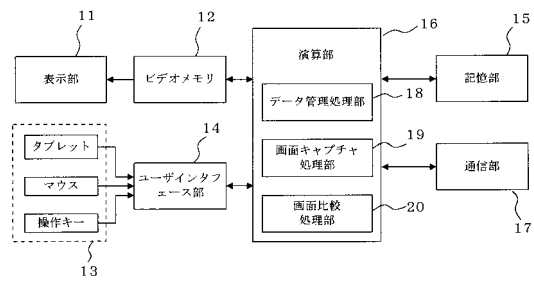 11
12
16
15
表示部
ビデオメモリ
演算部
記憶部
データ管理処理部
18
タブレット
14
19
マウス
ユーザインタフ
ェース部
画面キャプチャ
処理部
通信部
操作キー
画面比較
処理部
20
17
13